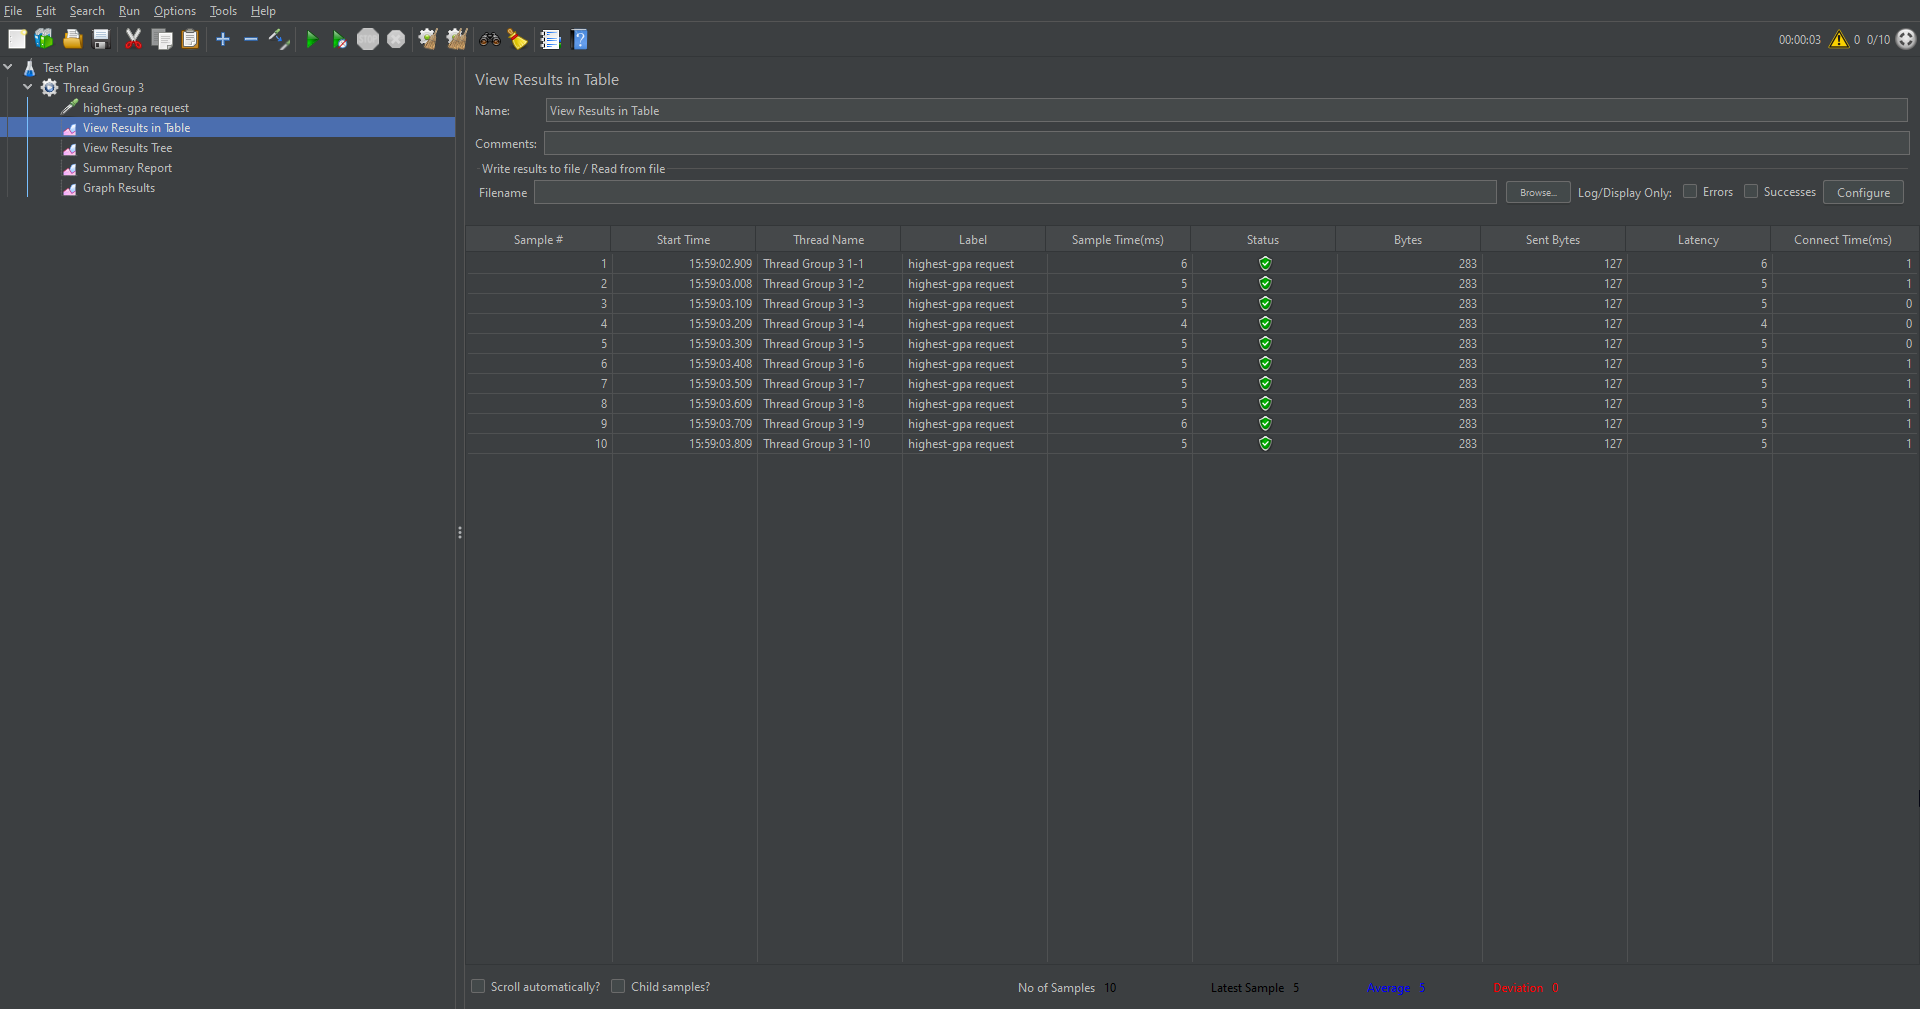 File Edit Search Run Options Tools Help
00:00:03 0 0/10
Test Plan
Thread Group 3
highest-gpa request
View Results in Table
View Results Tree
Summary Report
Graph Results
View Results in Table
Name: View Results in Table
Comments:
Write results to file / Read from file
Filename Browse... Log/Display Only: Errors Successes Configure
Sample # Start Time Thread Name Label Sample Time(ms) Status Bytes Sent Bytes Latency Connect Time(ms)
1 15:59:02.909 Thread Group 3 1-1 highest-gpa request 6 283 127 6 1
2 15:59:03.008 Thread Group 3 1-2 highest-gpa request 5 283 127 5 1
3 15:59:03.109 Thread Group 3 1-3 highest-gpa request 5 283 127 5 0
4 15:59:03.209 Thread Group 3 1-4 highest-gpa request 4 283 127 4 0
5 15:59:03.309 Thread Group 3 1-5 highest-gpa request 5 283 127 5 0
6 15:59:03.408 Thread Group 3 1-6 highest-gpa request 5 283 127 5 1
7 15:59:03.509 Thread Group 3 1-7 highest-gpa request 5 283 127 5 1
8 15:59:03.609 Thread Group 3 1-8 highest-gpa request 5 283 127 5 1
9 15:59:03.709 Thread Group 3 1-9 highest-gpa request 6 283 127 5 1
10 15:59:03.809 Thread Group 3 1-10 highest-gpa request 5 283 127 5 1
Scroll automatically? Child samples? No of Samples 10 Latest Sample 5 Average 5 Deviation 0